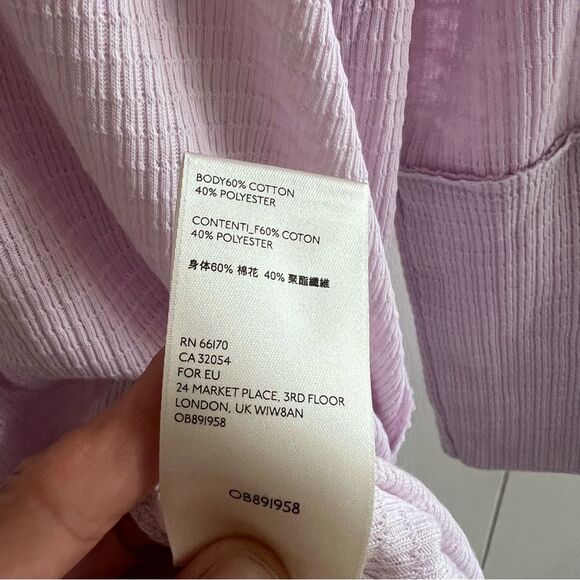 BODY60% COTTON
40% POLYESTER
CONTENTI_F60% COTON
40% POLYESTER
身体60% 棉花 40% 聚酯纖維
RN 66170
CA 32054
FOR EU
24 MARKET PLACE, 3RD FLOOR
LONDON, UK W1W8AN
OB891958
OB891958